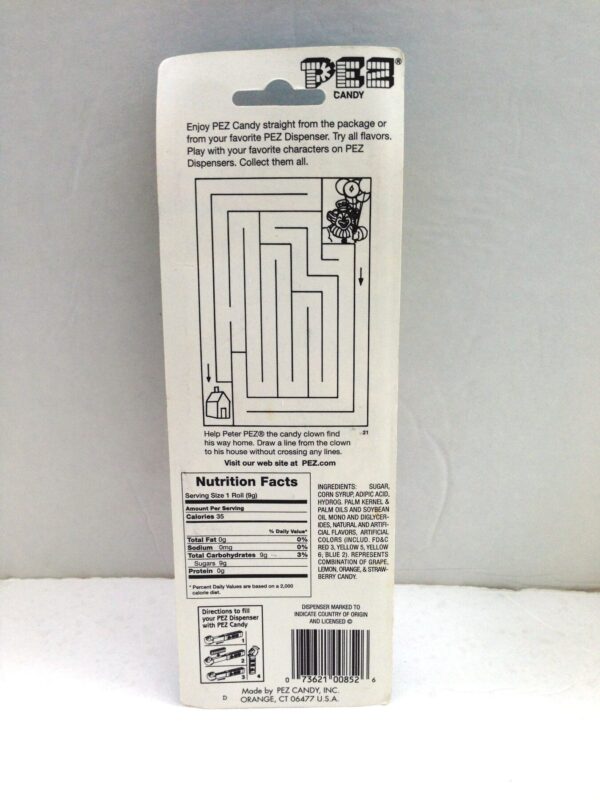 PEZ®
CANDY
Enjoy PEZ Candy straight from the package or
from your favorite PEZ Dispenser. Try all flavors.
Play with your favorite characters on PEZ
Dispensers. Collect them all.
Help Peter PEZ® the candy clown find
his way home. Draw a line from the clown
to his house without crossing any lines.
21
Visit our web site at PEZ.com
Nutrition Facts
Serving Size 1 Roll (9g)
Amount Per Serving
Calories 35
% Daily Value*
Total Fat 0g 0%
Sodium 0mg 0%
Total Carbohydrates 9g 3%
Sugars 9g
Protein 0g
* Percent Daily Values are based on a 2,000
calorie diet.
INGREDIENTS: SUGAR,
CORN SYRUP, ADIPIC ACID,
HYDROG. PALM KERNEL &
PALM OILS AND SOYBEAN
OIL MONO AND DIGLYCER-
IDES, NATURAL AND ARTIFI-
CIAL FLAVORS, ARTIFICIAL
COLORS (INCLUD. FD&C
RED 3, YELLOW 5, YELLOW
6, BLUE 2). REPRESENTS
COMBINATION OF GRAPE,
LEMON, ORANGE, & STRAW-
BERRY CANDY.
Directions to fill
your PEZ Dispenser
with PEZ Candy
1
2
3
4
DISPENSER MARKED TO
INDICATE COUNTRY OF ORIGIN
AND LICENSED ©
0 73621 00852 6
D
Made by PEZ CANDY, INC.
ORANGE, CT 06477 U.S.A.